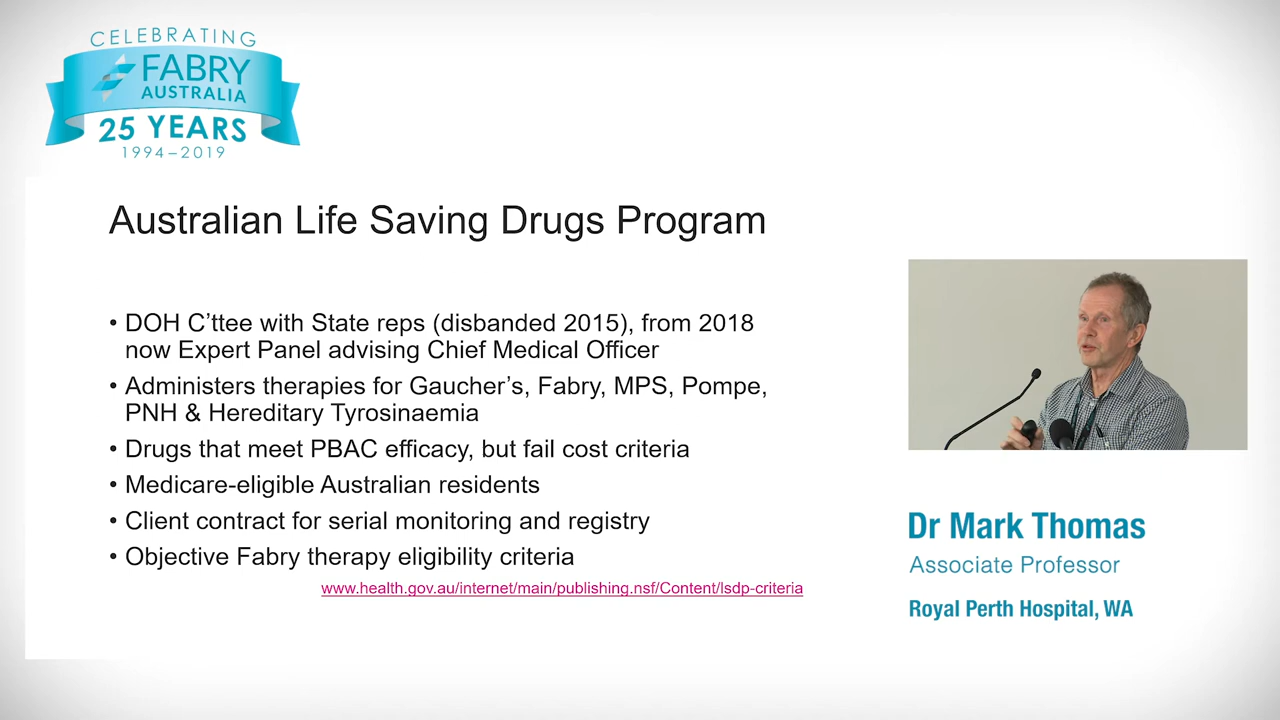 CELEBRATING
FABRY
AUSTRALIA
25 YEARS
1994–2019
Australian Life Saving Drugs Program
• DOH C’ttee with State reps (disbanded 2015), from 2018
now Expert Panel advising Chief Medical Officer
• Administers therapies for Gaucher’s, Fabry, MPS, Pompe,
PNH & Hereditary Tyrosinaemia
• Drugs that meet PBAC efficacy, but fail cost criteria
• Medicare-eligible Australian residents
• Client contract for serial monitoring and registry
• Objective Fabry therapy eligibility criteria
www.health.gov.au/internet/main/publishing.nsf/Content/lsdp-criteria
Dr Mark Thomas
Associate Professor
Royal Perth Hospital, WA